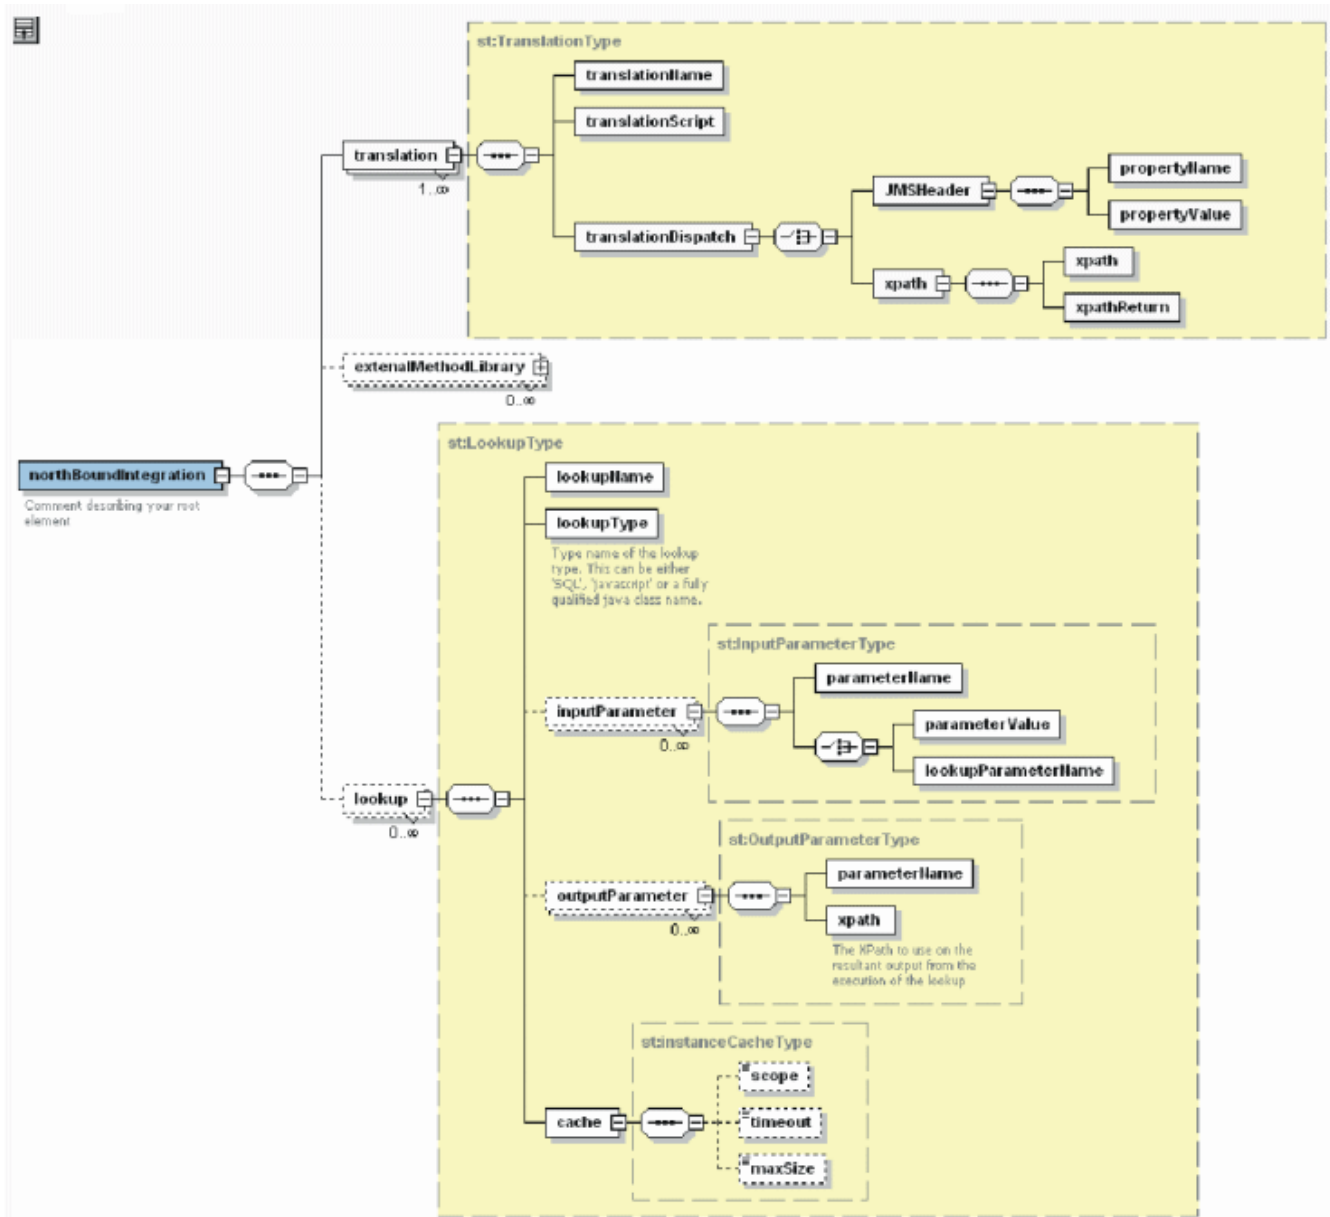 st:TranslationType
translationName
translationScript
translation
1..∞
JMSHeader
propertyName
propertyValue
translationDispatch
xpath
xpath
xpathReturn
extenalMethodLibrary
0..∞
northBoundIntegration
Comment describing your root
element
st:LookupType
lookupName
lookupType
Type name of the lookup
type. This can be either
'SQL', 'javascript' or a fully
qualified java class name.
st:InputParameterType
parameterName
inputParameter
0..∞
parameterValue
lookupParameterName
lookup
0..∞
st:OutputParameterType
parameterName
outputParameter
0..∞
xpath
The XPath to use on the
resultant output from the
execution of the lookup
st:instanceCacheType
scope
cache
timeout
maxSize